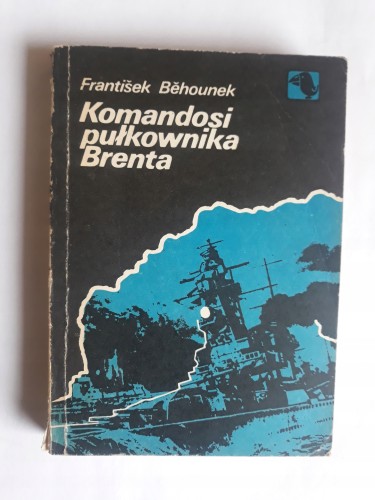 František Běhounek
Komandosi
pułkownika
Brenta